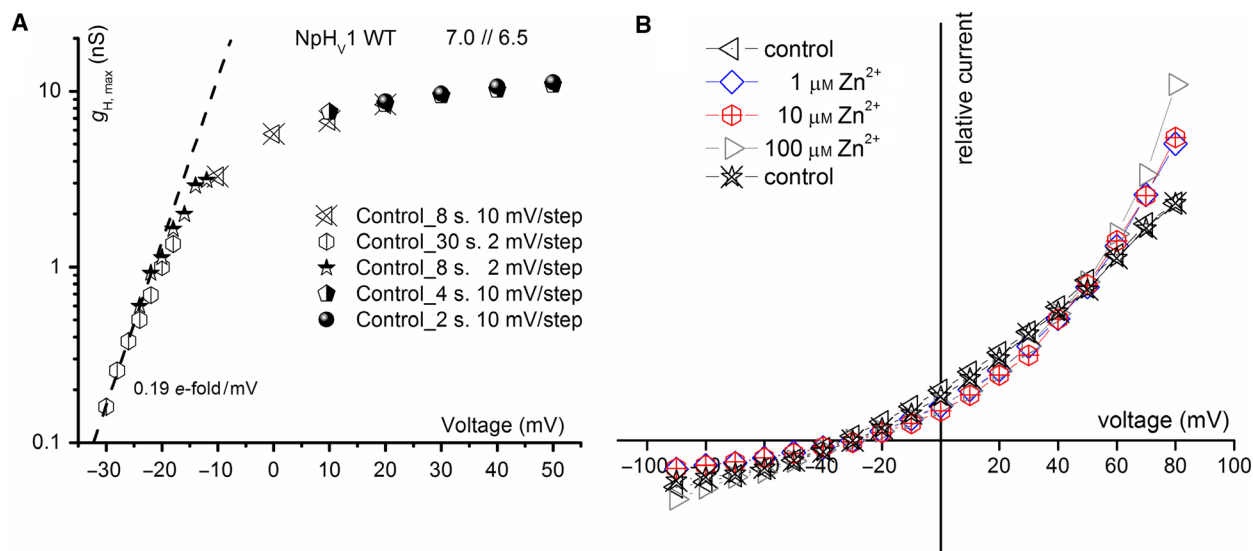 A
NpHV1 WT 7.0 // 6.5
gH, max (nS)
10
1
0.1
Control_8 s. 10 mV/step
Control_30 s. 2 mV/step
Control_8 s. 2 mV/step
Control_4 s. 10 mV/step
Control_2 s. 10 mV/step
0.19 e-fold/mV
Voltage (mV)
−30 −20 −10 0 10 20 30 40 50
B
control
1 μM Zn2+
10 μM Zn2+
100 μM Zn2+
control
relative current
voltage (mV)
−100 −80 −60 −40 −20 20 40 60 80 100